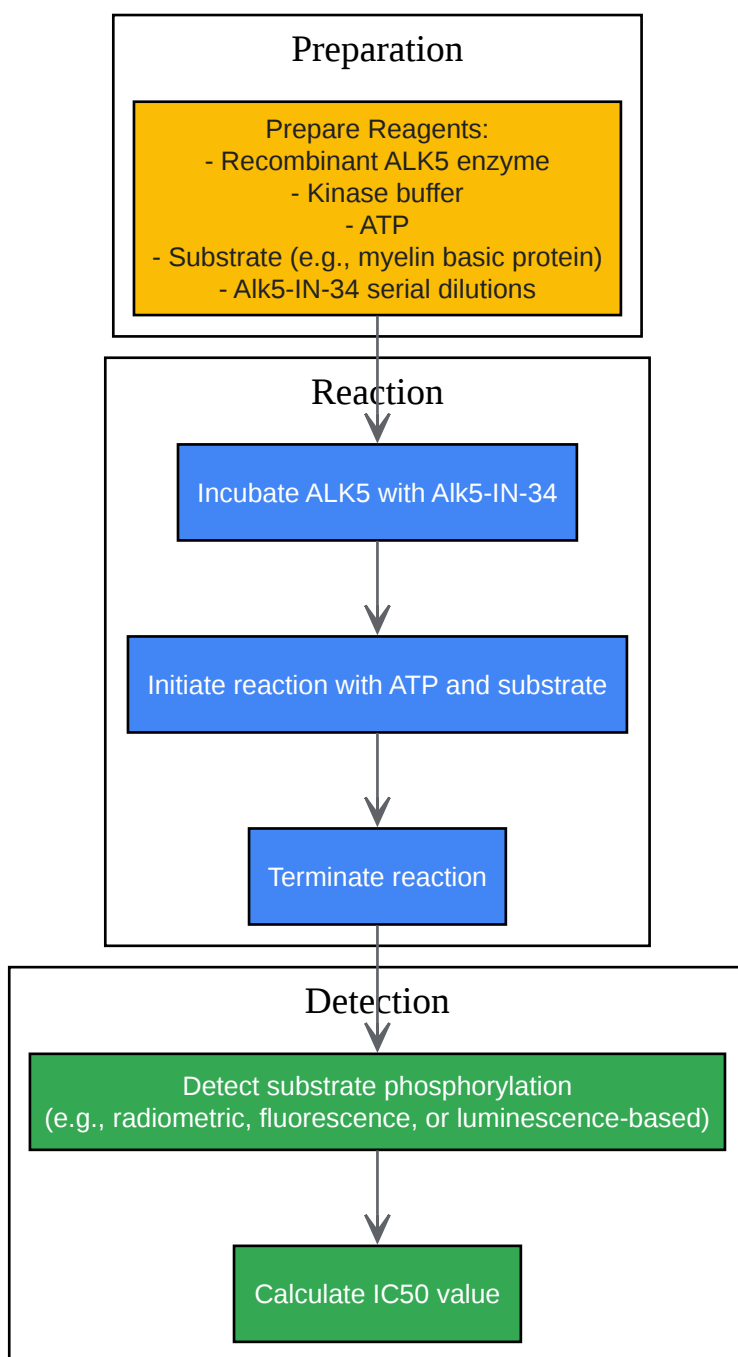 Preparation
Prepare Reagents:
- Recombinant ALK5 enzyme
- Kinase buffer
- ATP
- Substrate (e.g., myelin basic protein)
- Alk5-IN-34 serial dilutions
Reaction
Incubate ALK5 with Alk5-IN-34
Initiate reaction with ATP and substrate
Terminate reaction
Detection
Detect substrate phosphorylation
(e.g., radiometric, fluorescence, or luminescence-based)
Calculate IC50 value